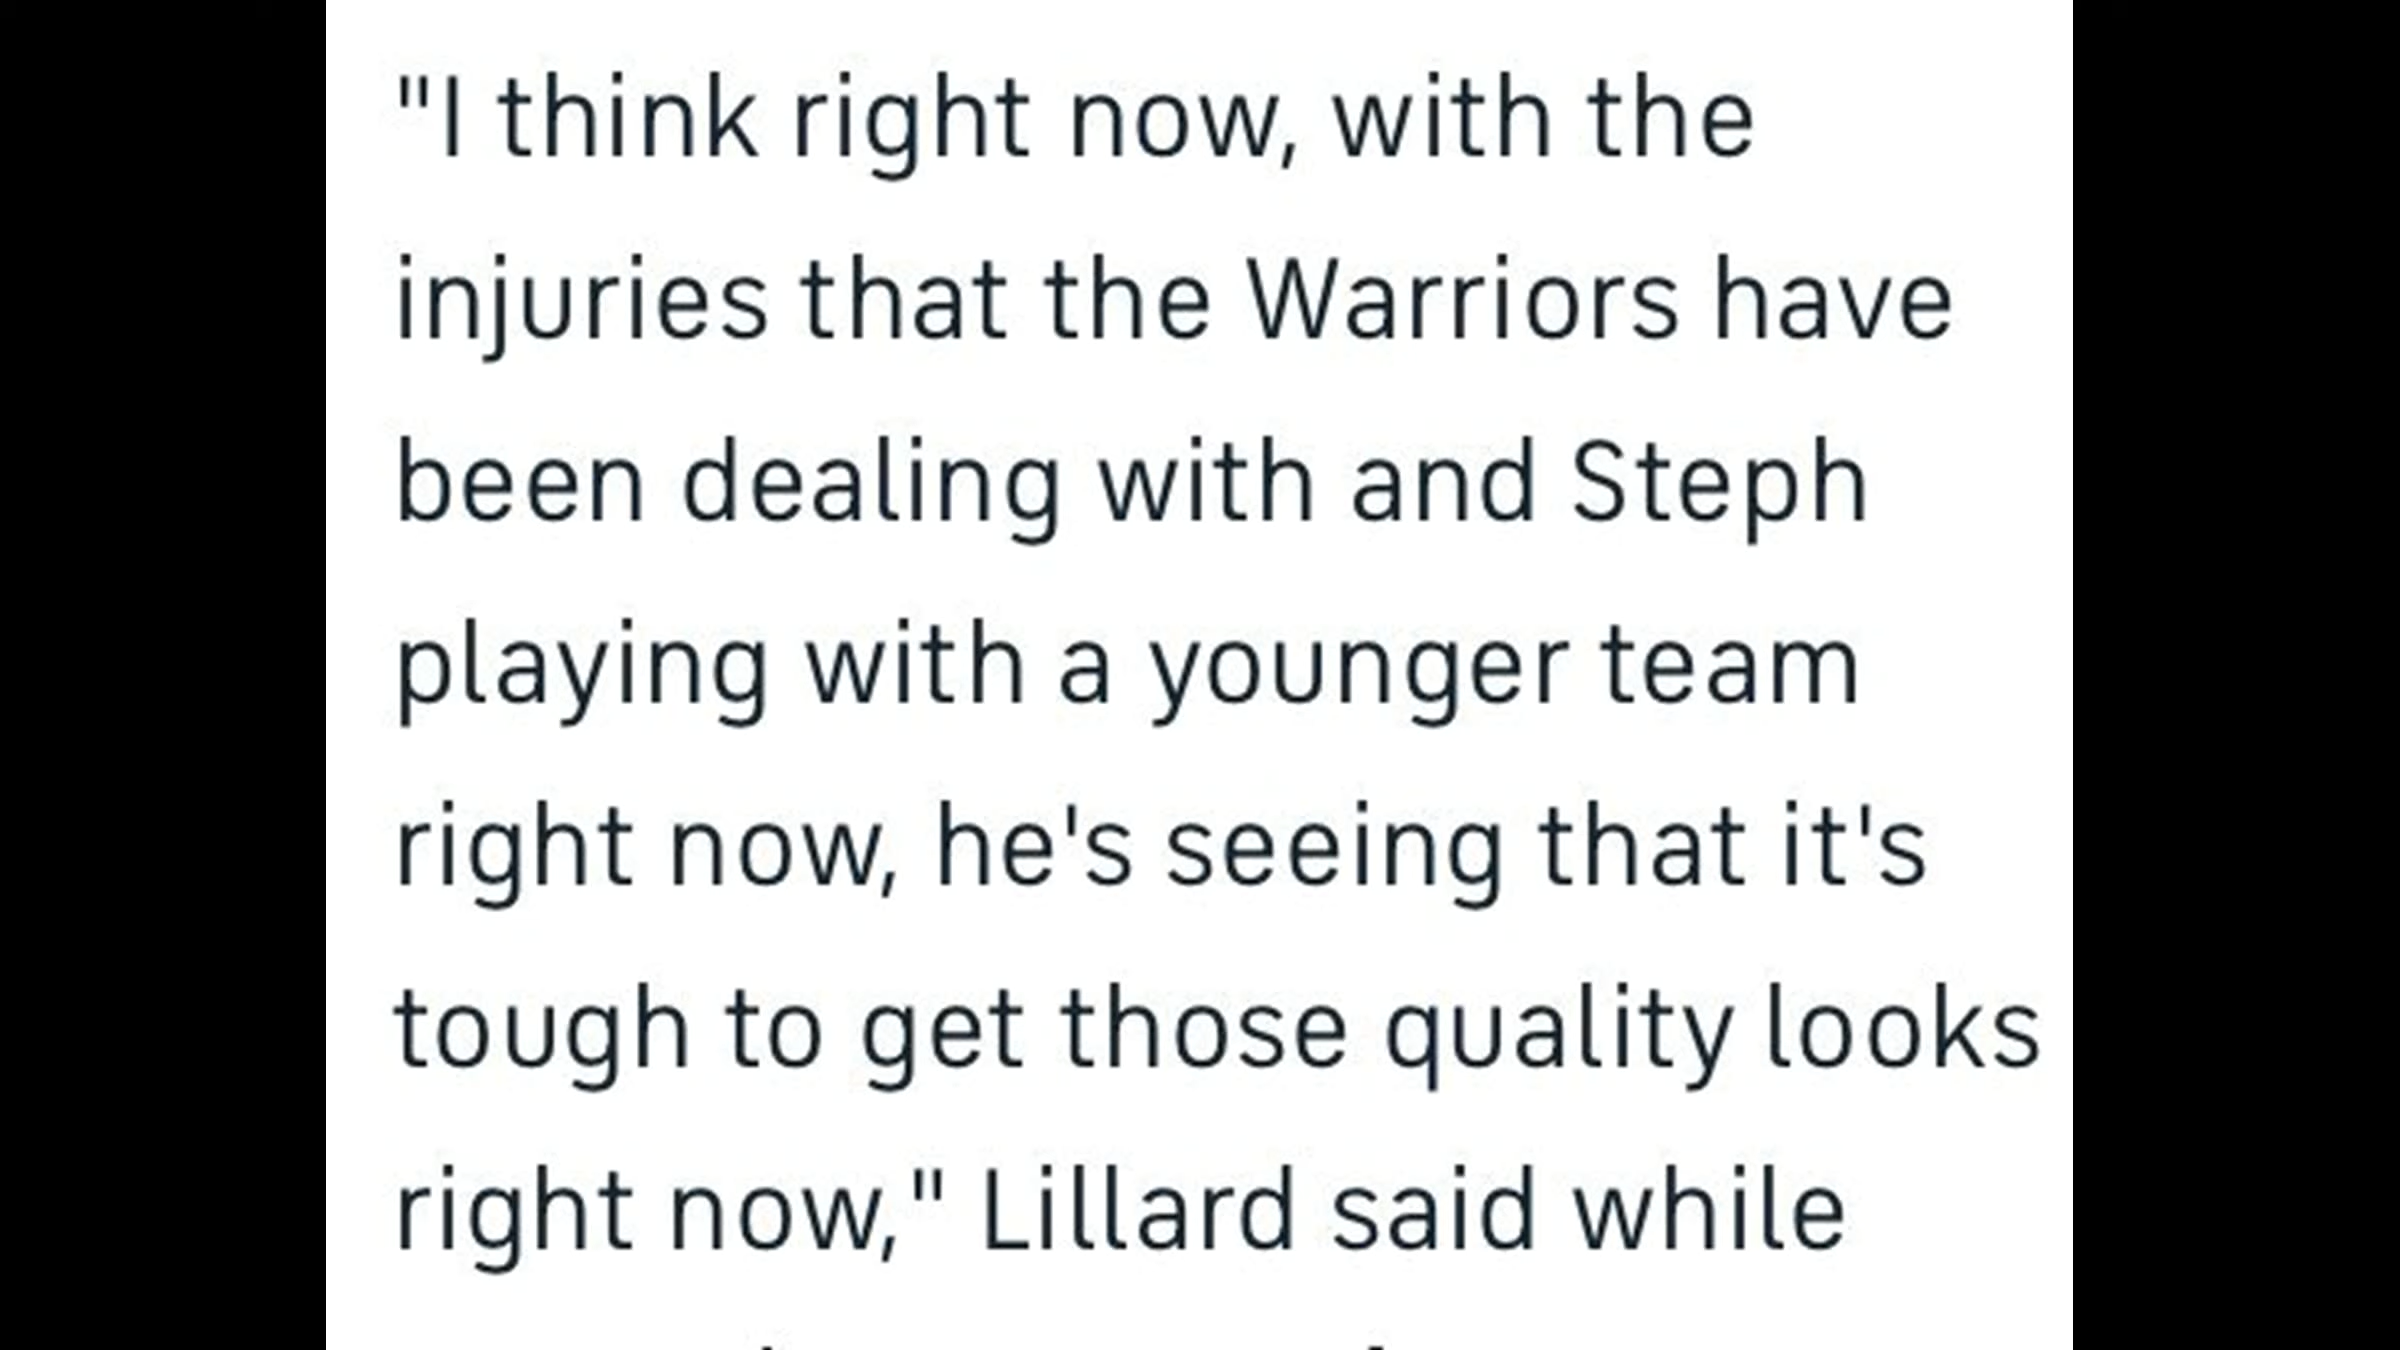 "I think right now, with the
injuries that the Warriors have
been dealing with and Steph
playing with a younger team
right now, he's seeing that it's
tough to get those quality looks
right now," Lillard said while